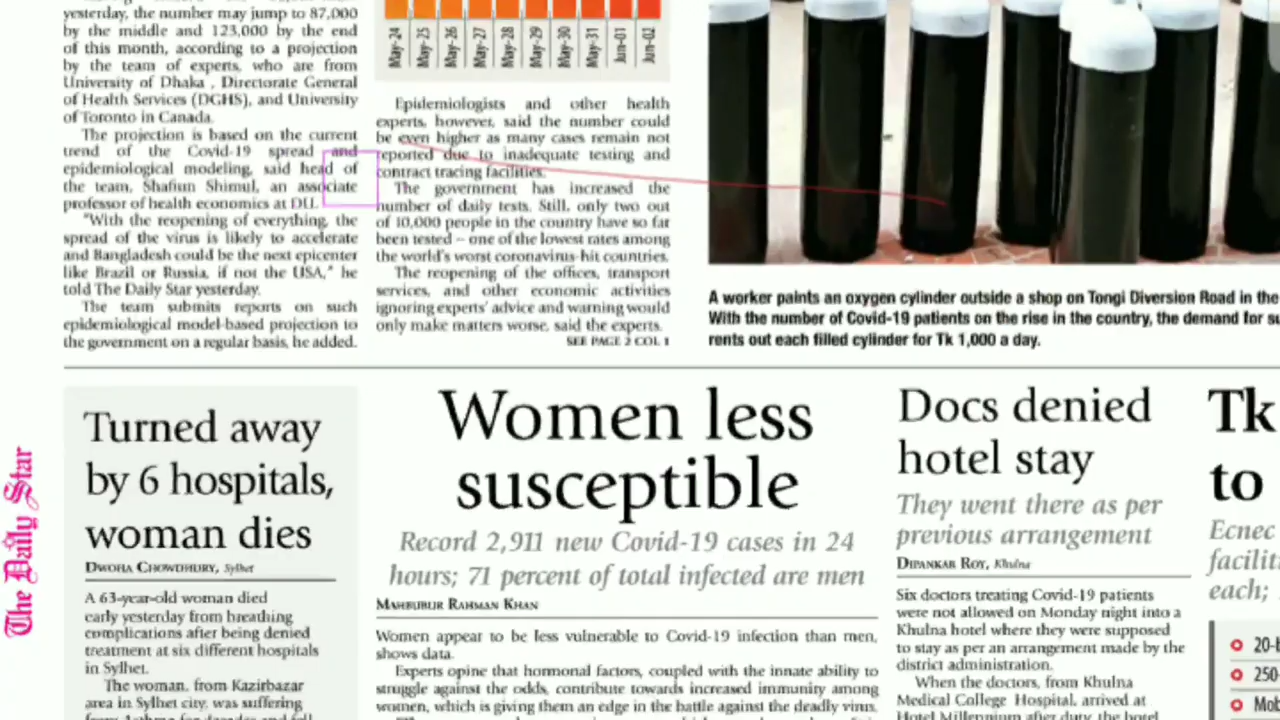 yesterday, the number may jump to 87,000
by the middle and 123,000 by the end
of this month, according to a projection
by the team of experts, who are from
University of Dhaka , Directorate General
of Health Services (DGHS), and University
of Toronto in Canada.
The projection is based on the current
trend of the Covid-19 spread and
epidemiological modeling, said head of
the team, Shafiun Shimul, an associate
professor of health economics at DU.
"With the reopening of everything, the
spread of the virus is likely to accelerate
and Bangladesh could be the next epicenter
like Brazil or Russia, if not the USA," he
told The Daily Star yesterday.
The team submits reports on such
epidemiological model-based projection to
the government on a regular basis, he added.
May-24
May-25
May-26
May-27
May-28
May-29
May-30
May-31
Jun-01
Jun-02
Epidemiologists and other health
experts, however, said the number could
be even higher as many cases remain not
reported due to inadequate testing and
contract tracing facilities.
The government has increased the
number of daily tests. Still, only two out
of 10,000 people in the country have so far
been tested – one of the lowest rates among
the world's worst coronavirus-hit countries.
The reopening of the offices, transport
services, and other economic activities
ignoring experts' advice and warning would
only make matters worse, said the experts.
SEE PAGE 2 COL 1
A worker paints an oxygen cylinder outside a shop on Tongi Diversion Road in the
With the number of Covid-19 patients on the rise in the country, the demand for su
rents out each filled cylinder for Tk 1,000 a day.
The Daily Star
Turned away
by 6 hospitals,
woman dies
DWOHA CHOWDHURY, Sylhet
A 63-year-old woman died
early yesterday from breathing
complications after being denied
treatment at six different hospitals
in Sylhet.
The woman, from Kazirbazar
area in Sylhet city, was suffering
from Asthma for decades and fell
Women less
susceptible
Record 2,911 new Covid-19 cases in 24
hours; 71 percent of total infected are men
MAHBUBUR RAHMAN KHAN
Women appear to be less vulnerable to Covid-19 infection than men,
shows data.
Experts opine that hormonal factors, coupled with the innate ability to
struggle against the odds, contribute towards increased immunity among
women, which is giving them an edge in the battle against the deadly virus.
Docs denied
hotel stay
They went there as per
previous arrangement
DIPANKAR ROY, Khulna
Six doctors treating Covid-19 patients
were not allowed on Monday night into a
Khulna hotel where they were supposed
to stay as per an arrangement made by the
district administration.
When the doctors, from Khulna
Medical College Hospital, arrived at
Hotel Millennium after duty, the hotel
Tk
to
Ecnec
facilit
each;
20-b
250-
Mob